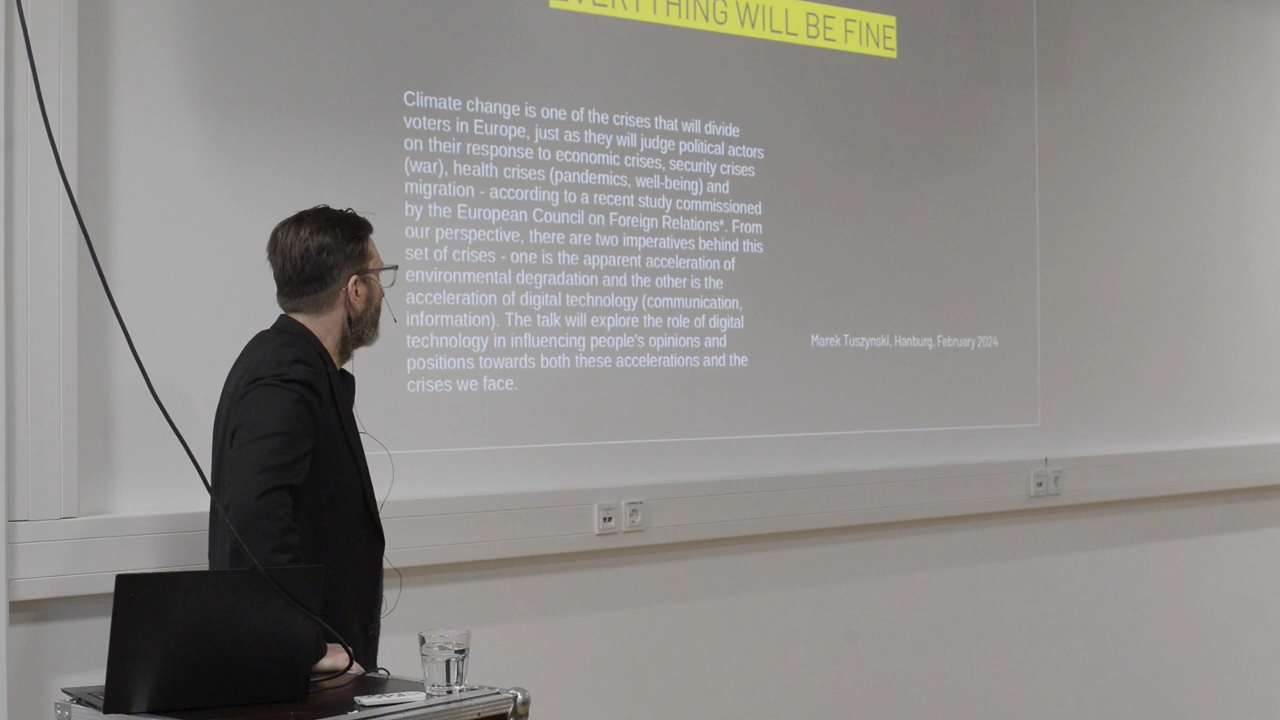 EVERYTHING WILL BE FINE
Climate change is one of the crises that will divide
voters in Europe, just as they will judge political actors
on their response to economic crises, security crises
(war), health crises (pandemics, well-being) and
migration - according to a recent study commissioned
by the European Council on Foreign Relations*. From
our perspective, there are two imperatives behind this
set of crises - one is the apparent acceleration of
environmental degradation and the other is the
acceleration of digital technology (communication,
information). The talk will explore the role of digital
technology in influencing people's opinions and
positions towards both these accelerations and the
crises we face.
Marek Tuszynski, Hanburg, February 2024